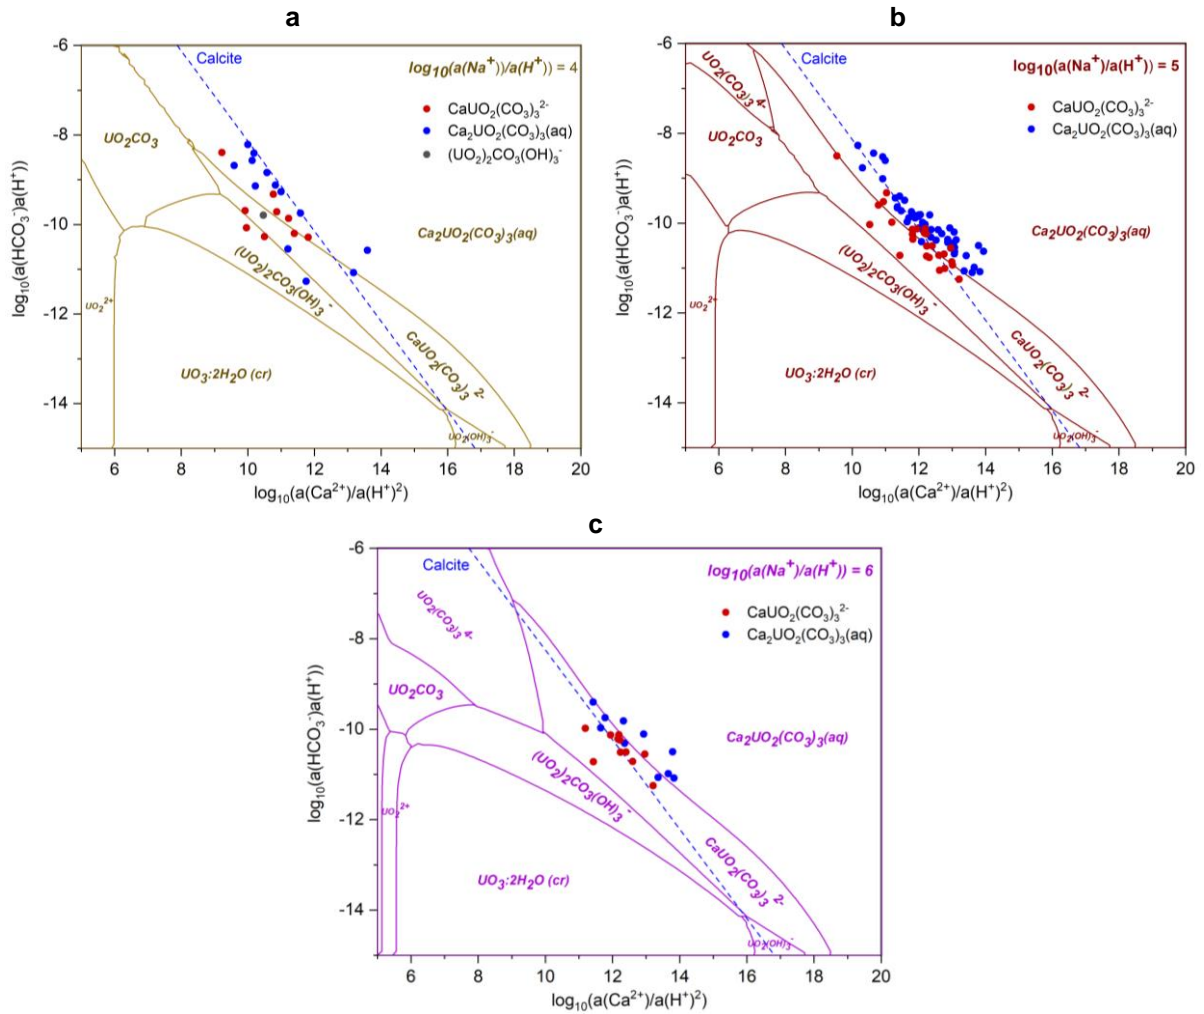 a
-6
-8
-10
-12
-14
6
8
10
12
14
16
18
20
log10(a(HCO3-)a(H+))
log10(a(Ca2+)/a(H+)2)
Calcite
log10(a(Na+))/a(H+)) = 4
CaUO2(CO3)3 2-
Ca2UO2(CO3)3(aq)
(UO2)2CO3(OH)3-
UO2CO3
Ca2UO2(CO3)3(aq)
(UO2)2CO3(OH)3-
UO2 2+
UO3:2H2O (cr)
CaUO2(CO3)3 2-
UO2(OH)3-
b
-6
-8
-10
-12
-14
6
8
10
12
14
16
18
20
log10(a(HCO3-)a(H+))
log10(a(Ca2+)/a(H+)2)
Calcite
log10(a(Na+)/a(H+)) = 5
CaUO2(CO3)3 2-
Ca2UO2(CO3)3(aq)
UO2(CO3)3 4-
UO2CO3
Ca2UO2(CO3)3(aq)
(UO2)2CO3(OH)3-
UO2 2+
UO3:2H2O (cr)
CaUO2(CO3)3 2-
UO2(OH)3-
c
-6
-8
-10
-12
-14
6
8
10
12
14
16
18
20
log10(a(HCO3-)a(H+))
log10(a(Ca2+)/a(H+)2)
Calcite
log10(a(Na+)/a(H+)) = 6
CaUO2(CO3)3 2-
Ca2UO2(CO3)3(aq)
UO2(CO3)3 4-
UO2CO3
Ca2UO2(CO3)3(aq)
(UO2)2CO3(OH)3-
UO2 2+
UO3:2H2O (cr)
CaUO2(CO3)3 2-
UO2(OH)3-